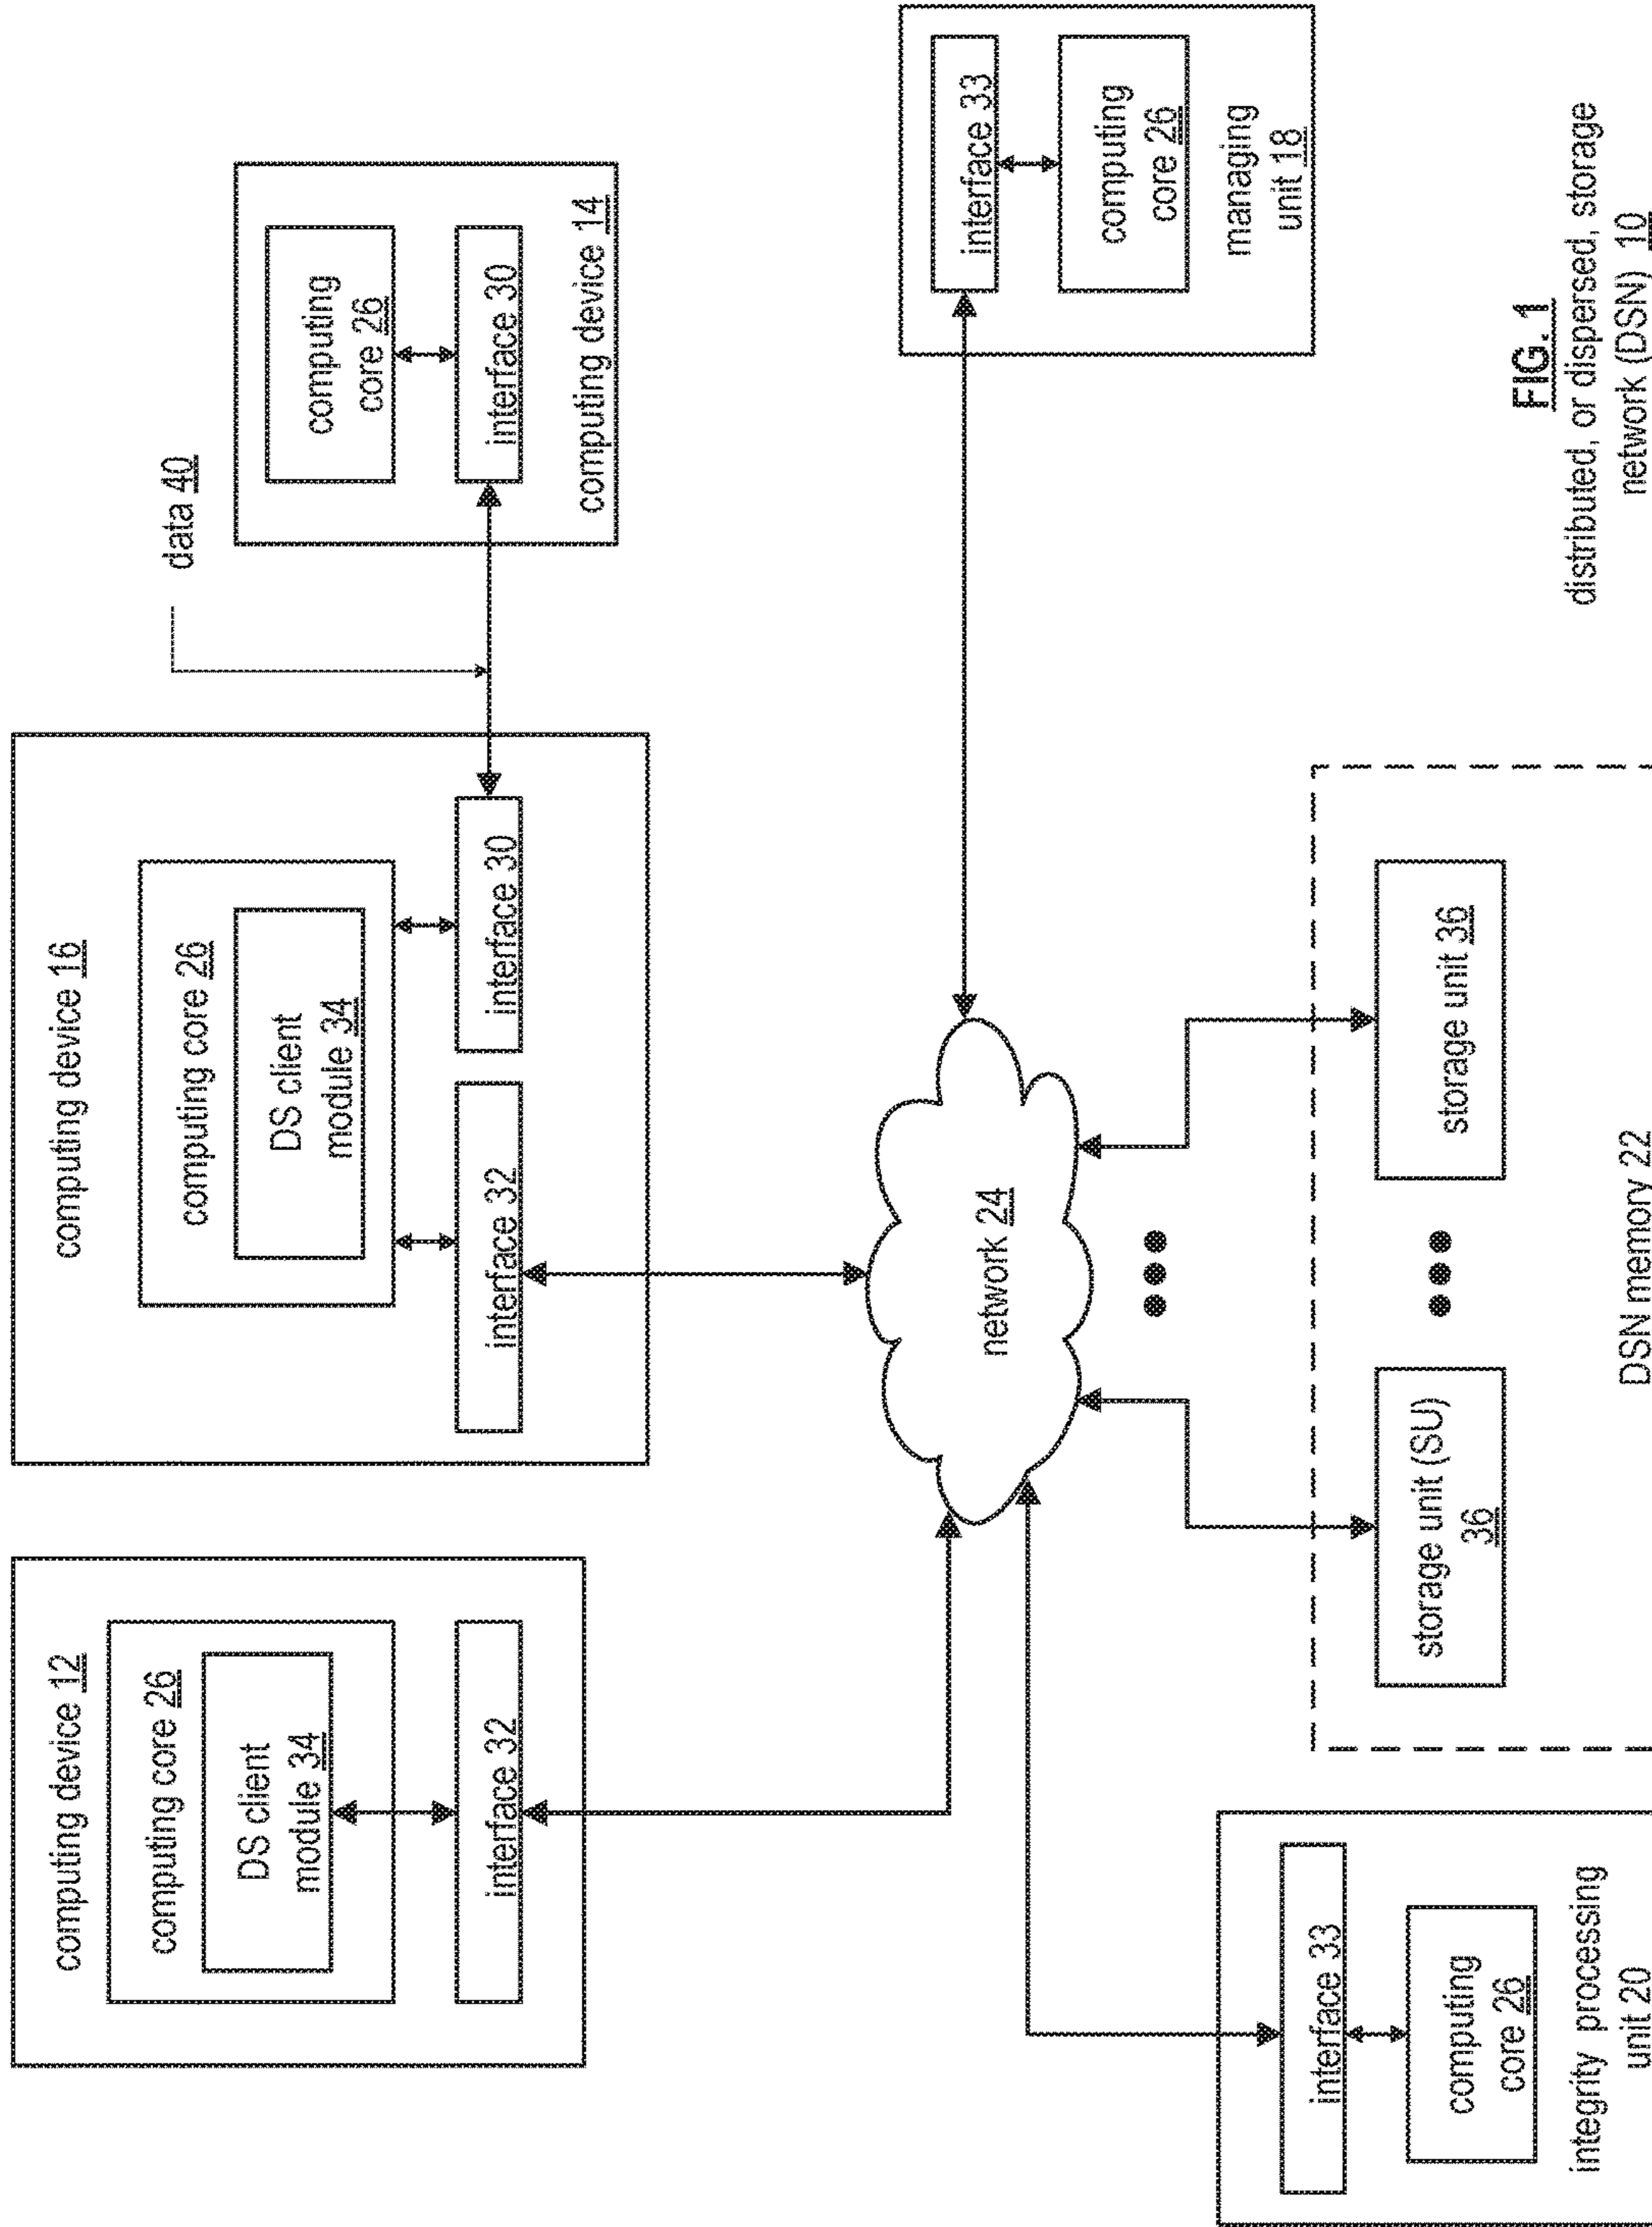 computing device 12
computing core 26
DS client
module 34
interface 32
computing device 16
computing core 26
DS client
module 34
interface 32
interface 30
data 40
computing
core 26
interface 30
computing device 14
network 24
interface 33
computing
core 26
managing
unit 18
interface 33
computing
core 26
integrity processing
unit 20
storage unit (SU)
36
storage unit 36
DSN memory 22
FIG. 1
distributed, or dispersed, storage
network (DSN) 10